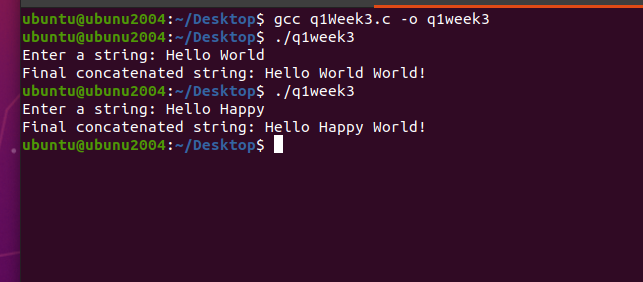 ubuntu@ubunu2004:~/Desktop$ gcc q1Week3.c -o q1week3
ubuntu@ubunu2004:~/Desktop$ ./q1week3
Enter a string: Hello World
Final concatenated string: Hello World World!
ubuntu@ubunu2004:~/Desktop$ ./q1week3
Enter a string: Hello Happy
Final concatenated string: Hello Happy World!
ubuntu@ubunu2004:~/Desktop$